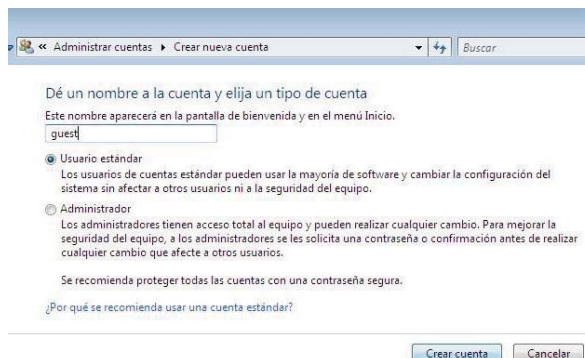 « Administrar cuentas ▸ Crear nueva cuenta
Buscar
Dé un nombre a la cuenta y elija un tipo de cuenta
Este nombre aparecerá en la pantalla de bienvenida y en el menú Inicio.
guest
Usuario estándar
Los usuarios de cuentas estándar pueden usar la mayoría de software y cambiar la configuración del
sistema sin afectar a otros usuarios ni a la seguridad del equipo.
Administrador
Los administradores tienen acceso total al equipo y pueden realizar cualquier cambio. Para mejorar la
seguridad del equipo, a los administradores se les solicita una contraseña o confirmación antes de realizar
cualquier cambio que afecte a otros usuarios.
Se recomienda proteger todas las cuentas con una contraseña segura.
¿Por qué se recomienda usar una cuenta estándar?
Crear cuenta
Cancelar